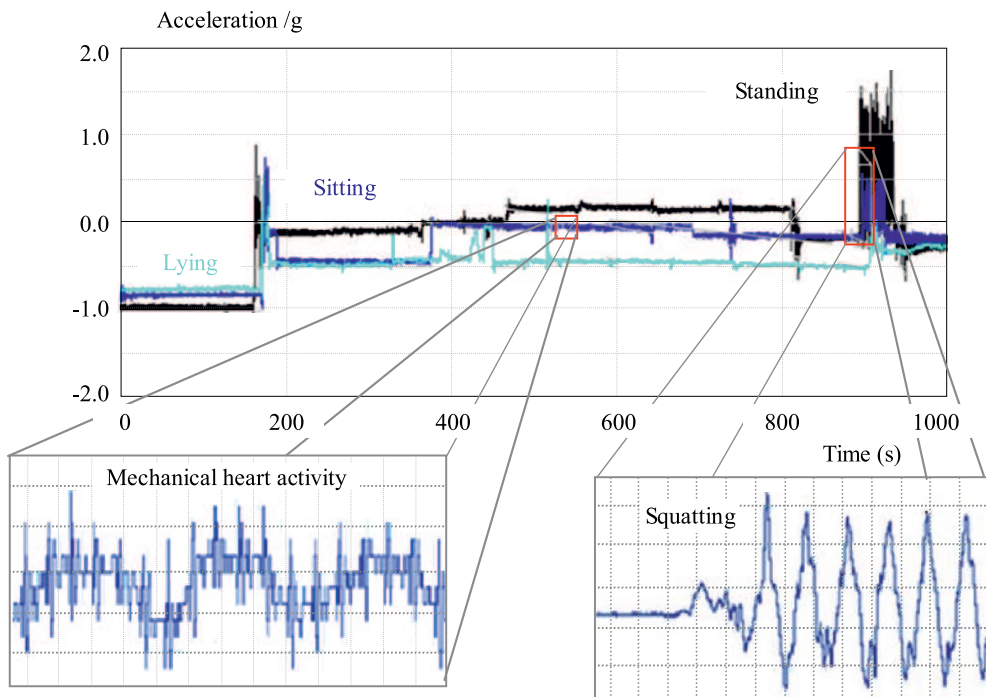 Acceleration /g
2.0
Standing
1.0
Sitting
0.0
Lying
-1.0
-2.0
0 200 400 600 800 1000
Time (s)
Mechanical heart activity
Squatting